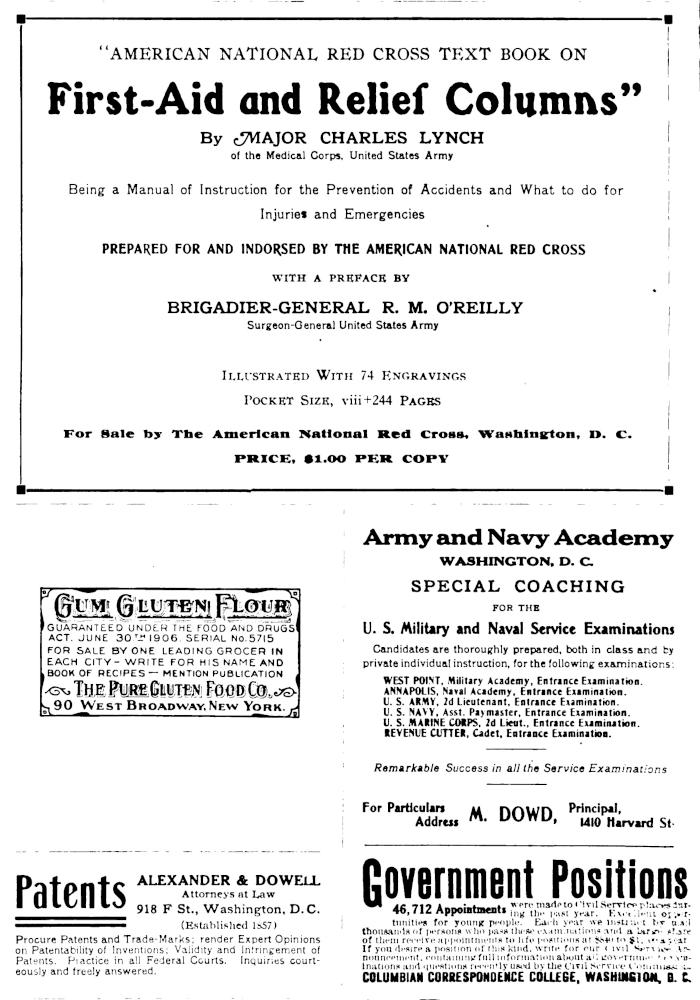 "AMERICAN NATIONAL RED CROSS TEXT BOOK ON
First-Aid and Relief Columns"
By MAJOR CHARLES LYNCH
of the Medical Corps, United States Army
Being a Manual of Instruction for the Prevention of Accidents and What to do for
Injuries and Emergencies
PREPARED FOR AND INDORSED BY THE AMERICAN NATIONAL RED CROSS
WITH A PREFACE BY
BRIGADIER-GENERAL R. M. O'REILLY
Surgeon-General United States Army
ILLUSTRATED WITH 74 ENGRAVINGS
POCKET SIZE, viii+244 PAGES
For Sale by The American National Red Cross, Washington, D. C.
PRICE, $1.00 PER COPY
GUM GLUTEN FLOUR
GUARANTEED UNDER THE FOOD AND DRUGS
ACT. JUNE 30TH 1906. SERIAL No. 5715
FOR SALE BY ONE LEADING GROCER IN
EACH CITY - WRITE FOR HIS NAME AND
BOOK OF RECIPES - MENTION PUBLICATION
THE PURE GLUTEN FOOD CO.
90 WEST BROADWAY, NEW YORK.
Army and Navy Academy
WASHINGTON, D. C.
SPECIAL COACHING
FOR THE
U. S. Military and Naval Service Examinations
Candidates are thoroughly prepared, both in class and by
private individual instruction, for the following examinations:
WEST POINT, Military Academy, Entrance Examination.
ANNAPOLIS, Naval Academy, Entrance Examination.
U. S. ARMY, 2d Lieutenant, Entrance Examination.
U. S. NAVY, Asst. Paymaster, Entrance Examination.
U. S. MARINE CORPS, 2d Lieut., Entrance Examination.
REVENUE CUTTER, Cadet, Entrance Examination.
Remarkable Success in all the Service Examinations
For Particulars
Address
M. DOWD,
Principal,
1410 Harvard St.
Patents
ALEXANDER & DOWELL
Attorneys at Law
918 F St., Washington, D. C.
(Established 1857)
Procure Patents and Trade-Marks; render Expert Opinions
on Patentability of Inventions; Validity and Infringement of
Patents. Practice in all Federal Courts. Inquiries court-
eously and freely answered.
Government Positions
46,712 Appointments were made to Civil Service places dur-
ing the past year. Excellent oppor-
tunities for young people. Each year we instruct by mail
thousands of persons who pass these examinations and a large share
of them receive appointments to life positions at $840 to a year.
If you desire a position of this kind, write for our Civil Service An-
nouncement, containing full information about all government exam-
inations and questions recently used by the Civil Service Commission.
COLUMBIAN CORRESPONDENCE COLLEGE, WASHINGTON, D. C.